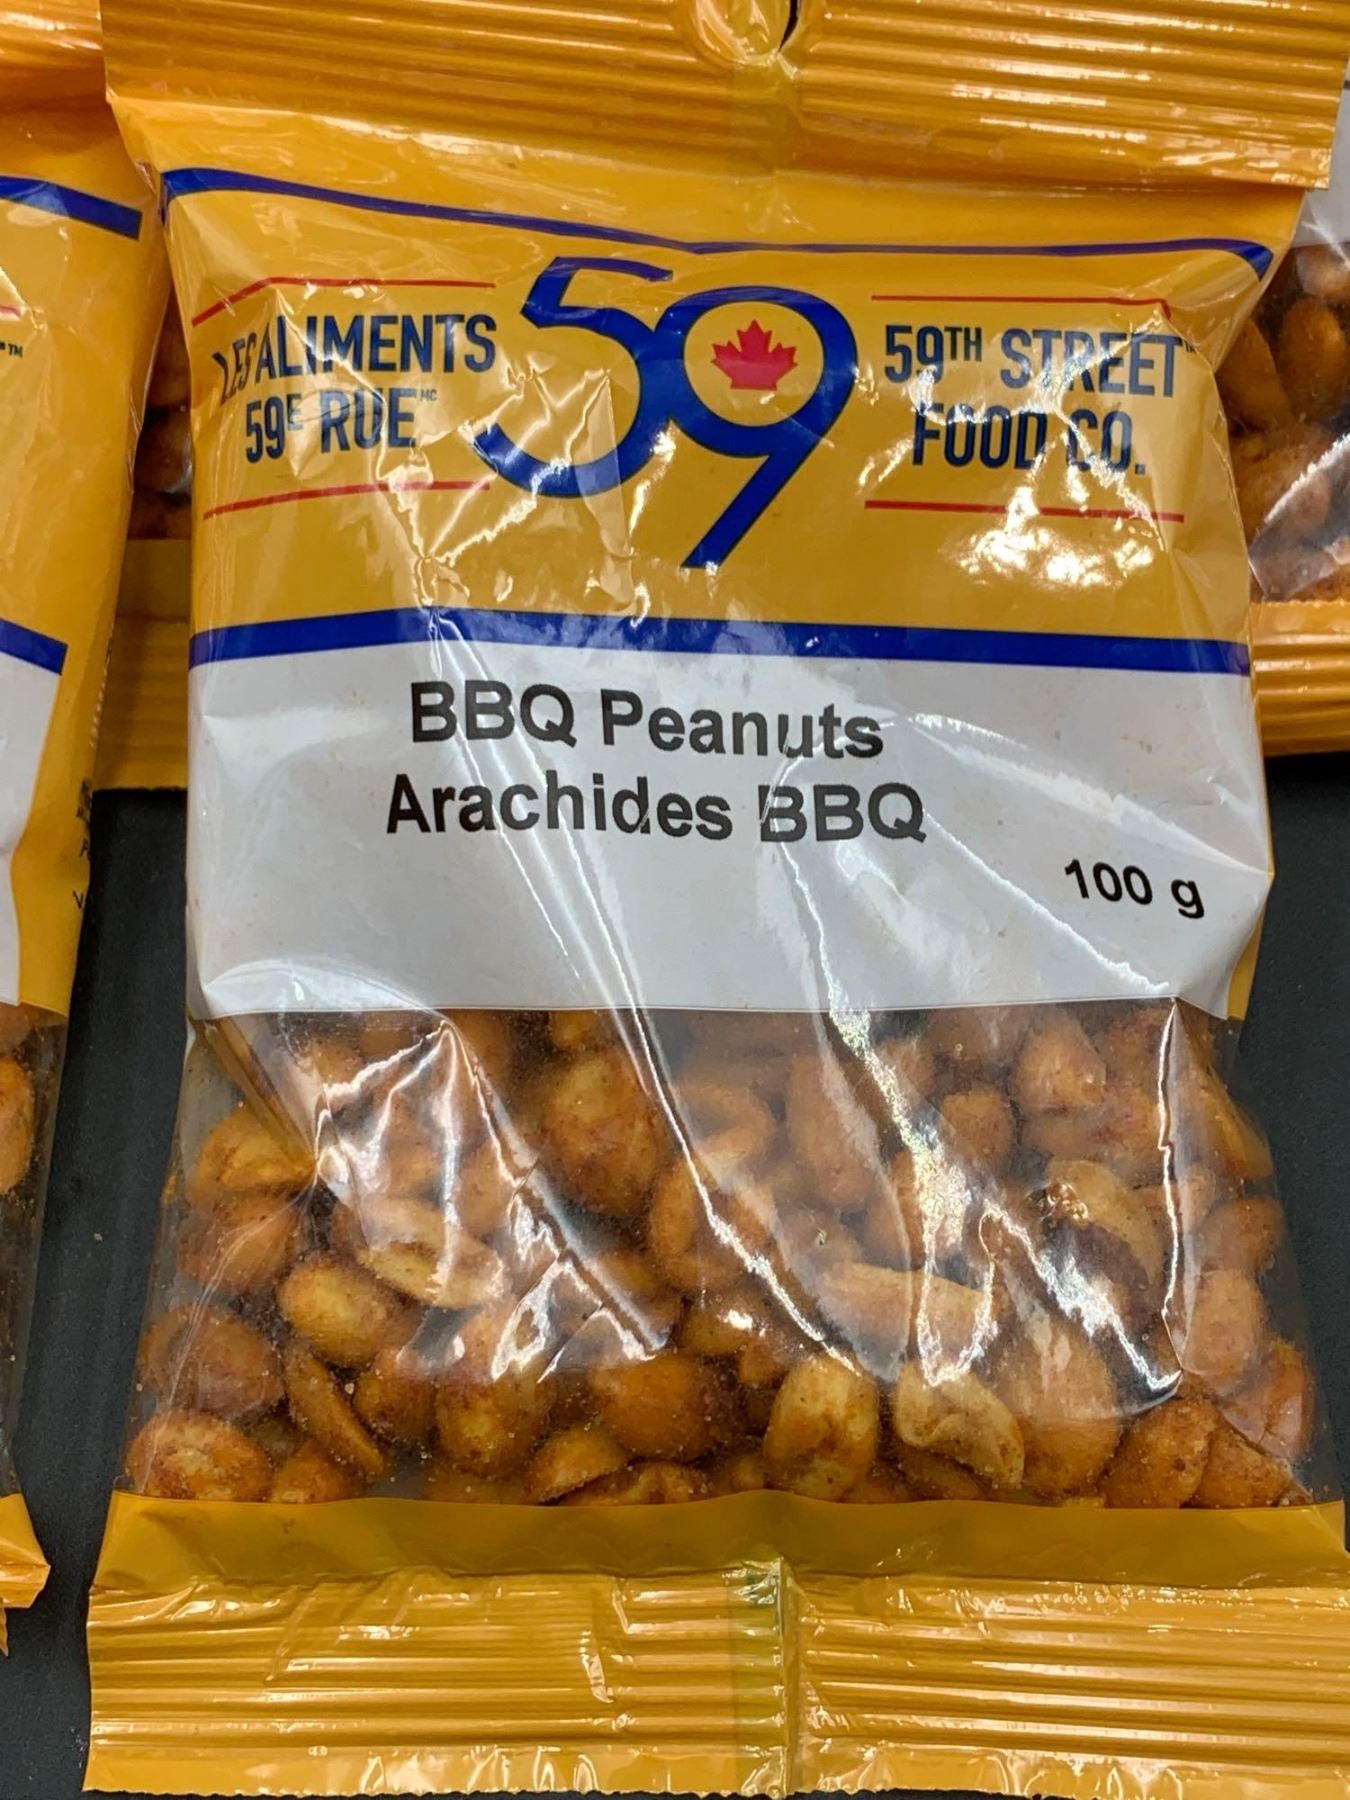 LES ALIMENTS
59E RUE MC
59
59TH STREET
FOOD CO.
BBQ Peanuts
Arachides BBQ
100 g
TM